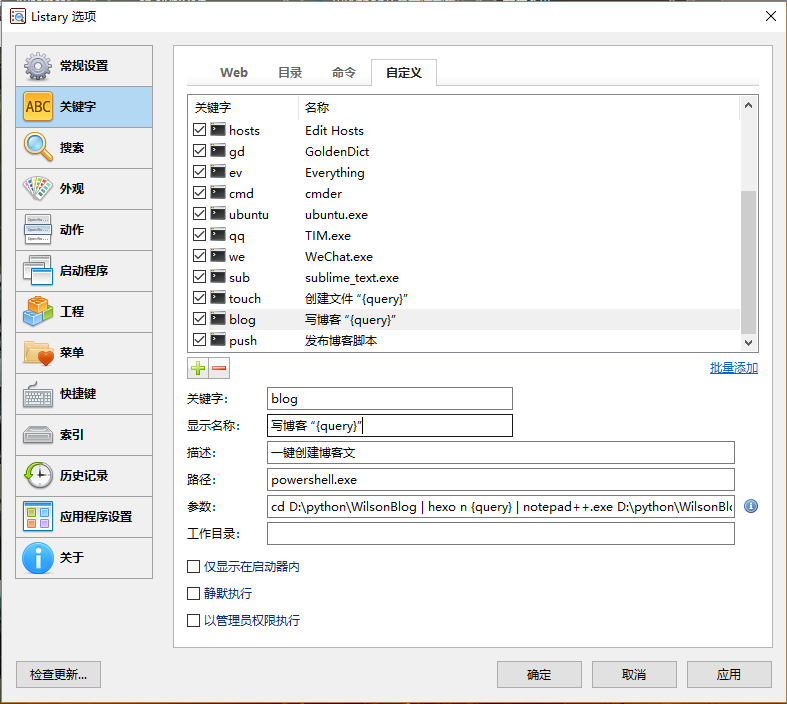 Listary 选项
常规设置
ABC 关键字
搜索
外观
动作
启动程序
工程
菜单
快捷键
索引
历史记录
应用程序设置
关于
Web 目录 命令 自定义
关键字 名称
hosts Edit Hosts
gd GoldenDict
ev Everything
cmd cmder
ubuntu ubuntu.exe
qq TIM.exe
we WeChat.exe
sub sublime_text.exe
touch 创建文件 “{query}”
blog 写博客 “{query}”
push 发布博客脚本
批量添加
关键字: blog
显示名称: 写博客 “{query}”
描述: 一键创建博客文
路径: powershell.exe
参数: cd D:\python\WilsonBlog | hexo n {query} | notepad++.exe D:\python\WilsonBl
工作目录:
仅显示在启动器内
静默执行
以管理员权限执行
检查更新... 确定 取消 应用